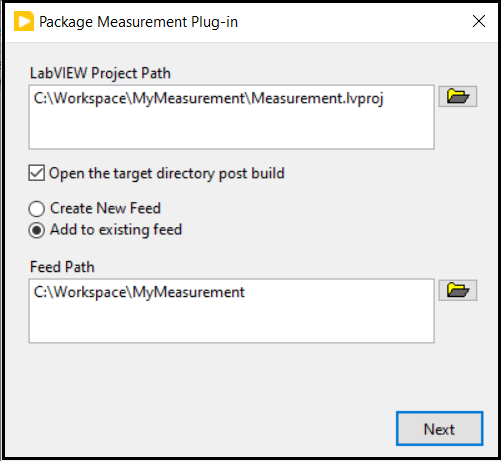 Package Measurement Plug-in
LabVIEW Project Path
C:\Workspace\MyMeasurement\Measurement.lvproj
Open the target directory post build
Create New Feed
Add to existing feed
Feed Path
C:\Workspace\MyMeasurement
Next